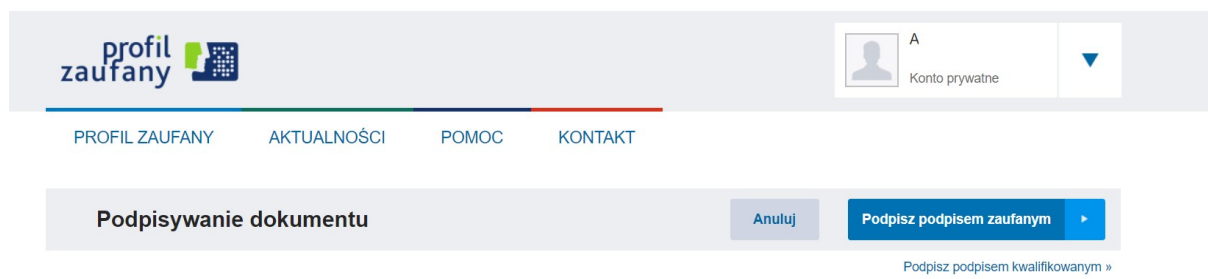 profil
zaufany
A
Konto prywatne
PROFIL ZAUFANY AKTUALNOŚCI POMOC KONTAKT
Podpisywanie dokumentu
Anuluj
Podpisz podpisem zaufanym
Podpisz podpisem kwalifikowanym »